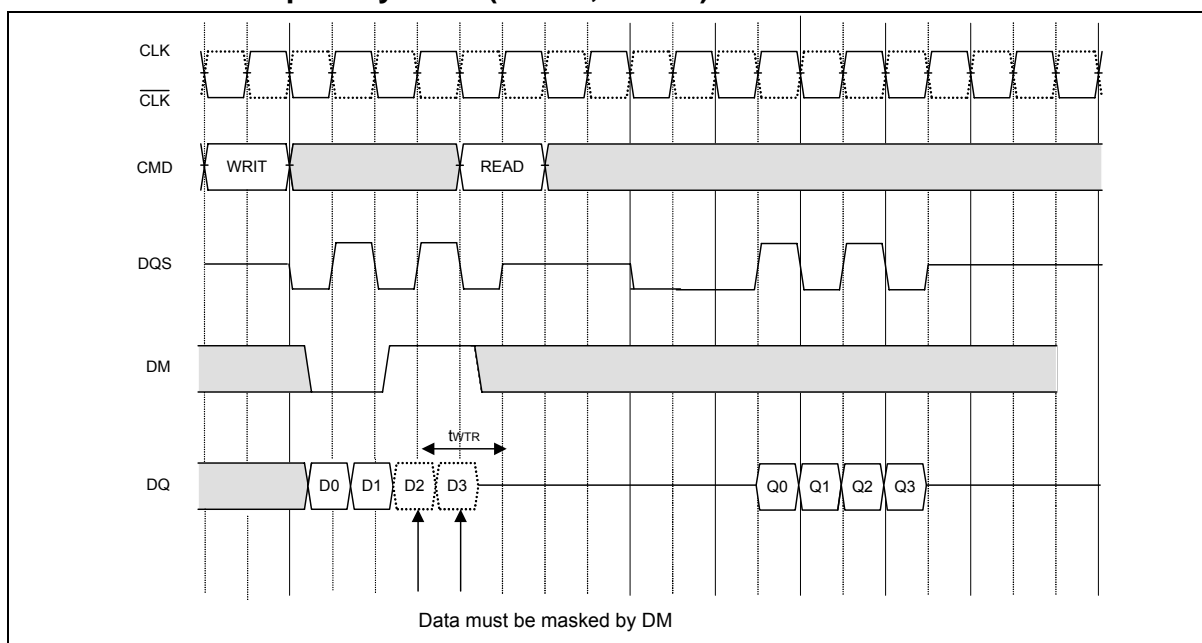 CLK
CLK
CMD WRIT READ
DQS
DM
tWTR
DQ D0 D1 D2 D3 Q0 Q1 Q2 Q3
Data must be masked by DM